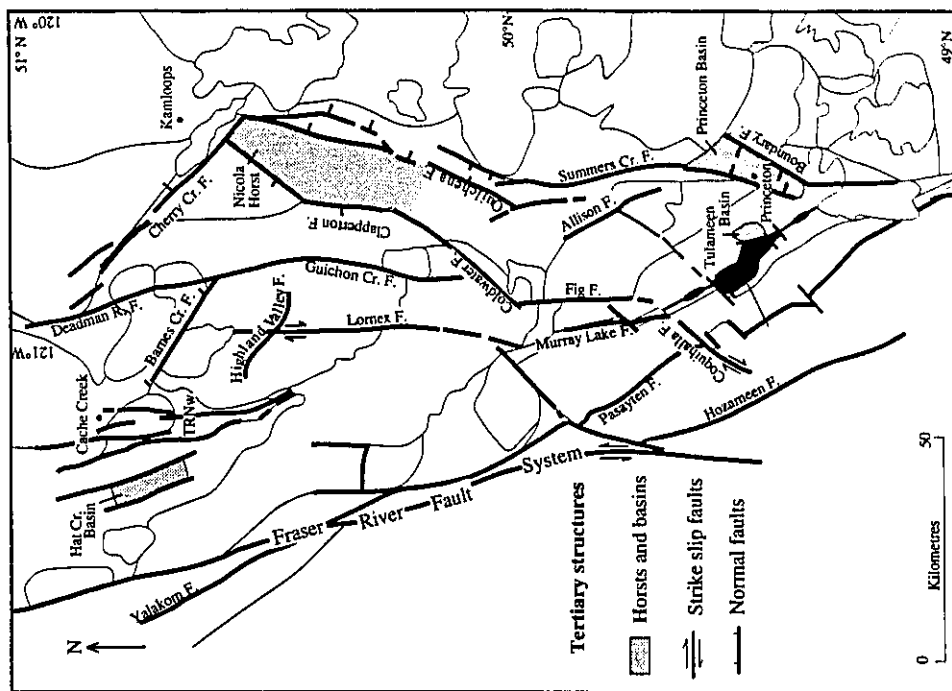 120° W
51° N
Kamloops
Cherry Cr. F.
Nicola
Horst
Clapperton F.
Quilchena F.
50°N
Summers Cr. F.
Princeton Basin
Boundary F.
49°N
Allison F.
Princeton
Tulameen
Basin
Coldwater F.
Guichon Cr. F.
Deadman R. F.
121°W
Barnes Cr. F.
Highland Valley F.
Lornex F.
Fig F.
Murray Lake F.
Coquihalla F.
Pasayten F.
Hozameen F.
Cache Creek
TRNw
Hat Cr.
Basin
Fraser River Fault System
Yalakom F.
N
Tertiary structures
Horsts and basins
Strike slip faults
Normal faults
0 Kilometres 50